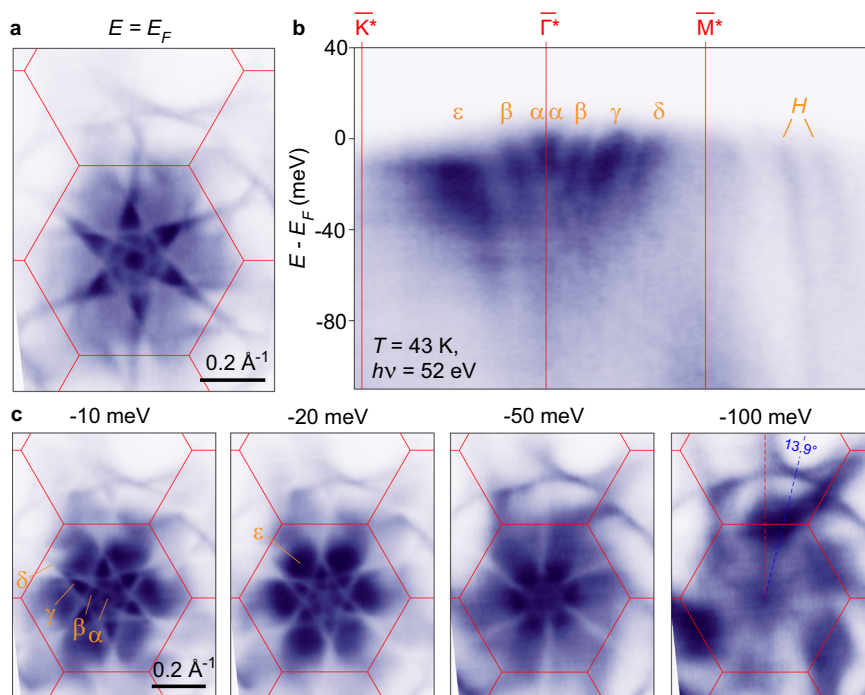 a
E = E_F
0.2 Å⁻¹
b
K̅* Γ̅* M̅*
40
0
-40
-80
E - E_F (meV)
ε β α α β γ δ H
T = 43 K,
hν = 52 eV
c
-10 meV -20 meV -50 meV -100 meV
13.9°
ε
δ
γ
β α
0.2 Å⁻¹